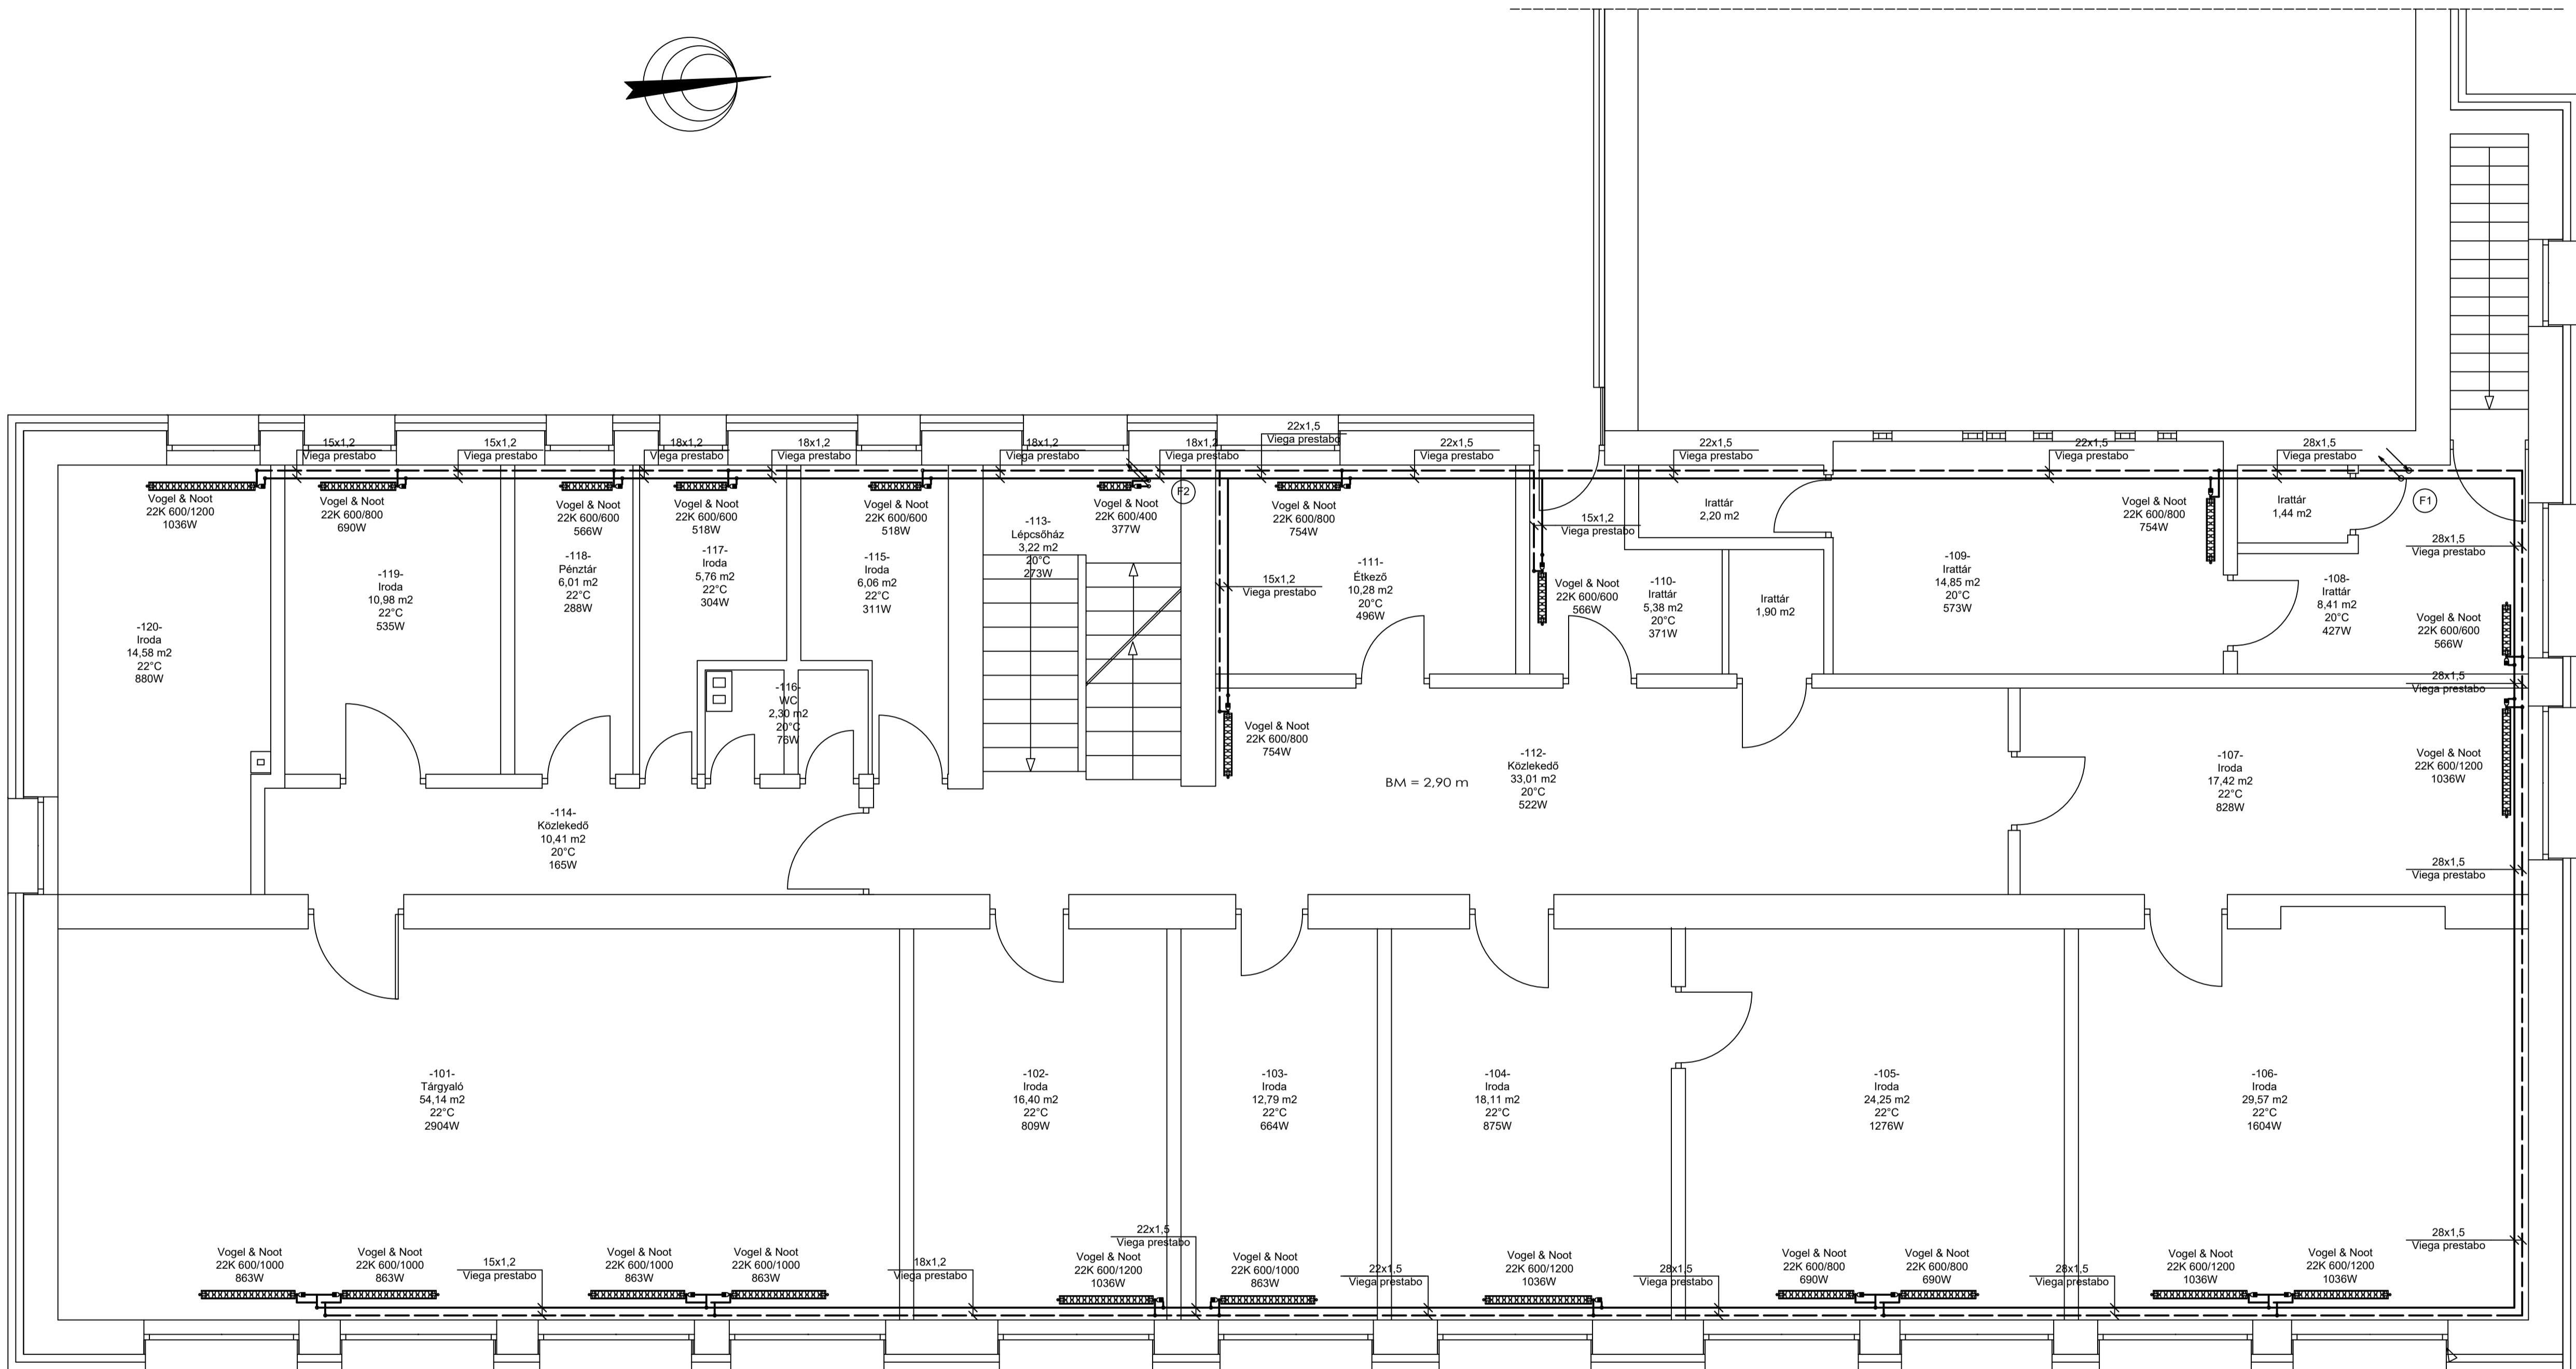 22x1,5
Viega prestabo
15x1,2
Viega prestabo
15x1,2
Viega prestabo
18x1,2
Viega prestabo
18x1,2
Viega prestabo
18x1,2
Viega prestabo
18x1,2
Viega prestabo
22x1,5
Viega prestabo
22x1,5
Viega prestabo
22x1,5
Viega prestabo
28x1,5
Viega prestabo
Vogel & Noot
22K 600/1200
1036W
Vogel & Noot
22K 600/800
690W
Vogel & Noot
22K 600/600
566W
Vogel & Noot
22K 600/600
518W
Vogel & Noot
22K 600/600
518W
Vogel & Noot
22K 600/400
377W
F2
Vogel & Noot
22K 600/800
754W
15x1,2
Viega prestabo
Irattár
2,20 m2
Vogel & Noot
22K 600/800
754W
Irattár
1,44 m2
F1
28x1,5
Viega prestabo
-120-
Iroda
14,58 m2
22°C
880W
-119-
Iroda
10,98 m2
22°C
535W
-118-
Pénztár
6,01 m2
22°C
288W
-117-
Iroda
5,76 m2
22°C
304W
-115-
Iroda
6,06 m2
22°C
311W
-113-
Lépcsőház
3,22 m2
20°C
273W
15x1,2
Viega prestabo
-111-
Étkező
10,28 m2
20°C
496W
Vogel & Noot
22K 600/600
566W
-110-
Irattár
5,38 m2
20°C
371W
Irattár
1,90 m2
-109-
Irattár
14,85 m2
20°C
573W
-108-
Irattár
8,41 m2
20°C
427W
Vogel & Noot
22K 600/600
566W
28x1,5
Viega prestabo
-116-
WC
2,30 m2
20°C
76W
Vogel & Noot
22K 600/800
754W
BM = 2,90 m
-112-
Közlekedő
33,01 m2
20°C
522W
-107-
Iroda
17,42 m2
22°C
828W
Vogel & Noot
22K 600/1200
1036W
-114-
Közlekedő
10,41 m2
20°C
165W
28x1,5
Viega prestabo
-101-
Tárgyaló
54,14 m2
22°C
2904W
-102-
Iroda
16,40 m2
22°C
809W
-103-
Iroda
12,79 m2
22°C
664W
-104-
Iroda
18,11 m2
22°C
875W
-105-
Iroda
24,25 m2
22°C
1276W
-106-
Iroda
29,57 m2
22°C
1604W
28x1,5
Viega prestabo
Vogel & Noot
22K 600/1000
863W
Vogel & Noot
22K 600/1000
863W
15x1,2
Viega prestabo
Vogel & Noot
22K 600/1000
863W
Vogel & Noot
22K 600/1000
863W
18x1,2
Viega prestabo
22x1,5
Viega prestabo
Vogel & Noot
22K 600/1200
1036W
Vogel & Noot
22K 600/1000
863W
22x1,5
Viega prestabo
Vogel & Noot
22K 600/1200
1036W
28x1,5
Viega prestabo
Vogel & Noot
22K 600/800
690W
Vogel & Noot
22K 600/800
690W
28x1,5
Viega prestabo
Vogel & Noot
22K 600/1200
1036W
Vogel & Noot
22K 600/1200
1036W